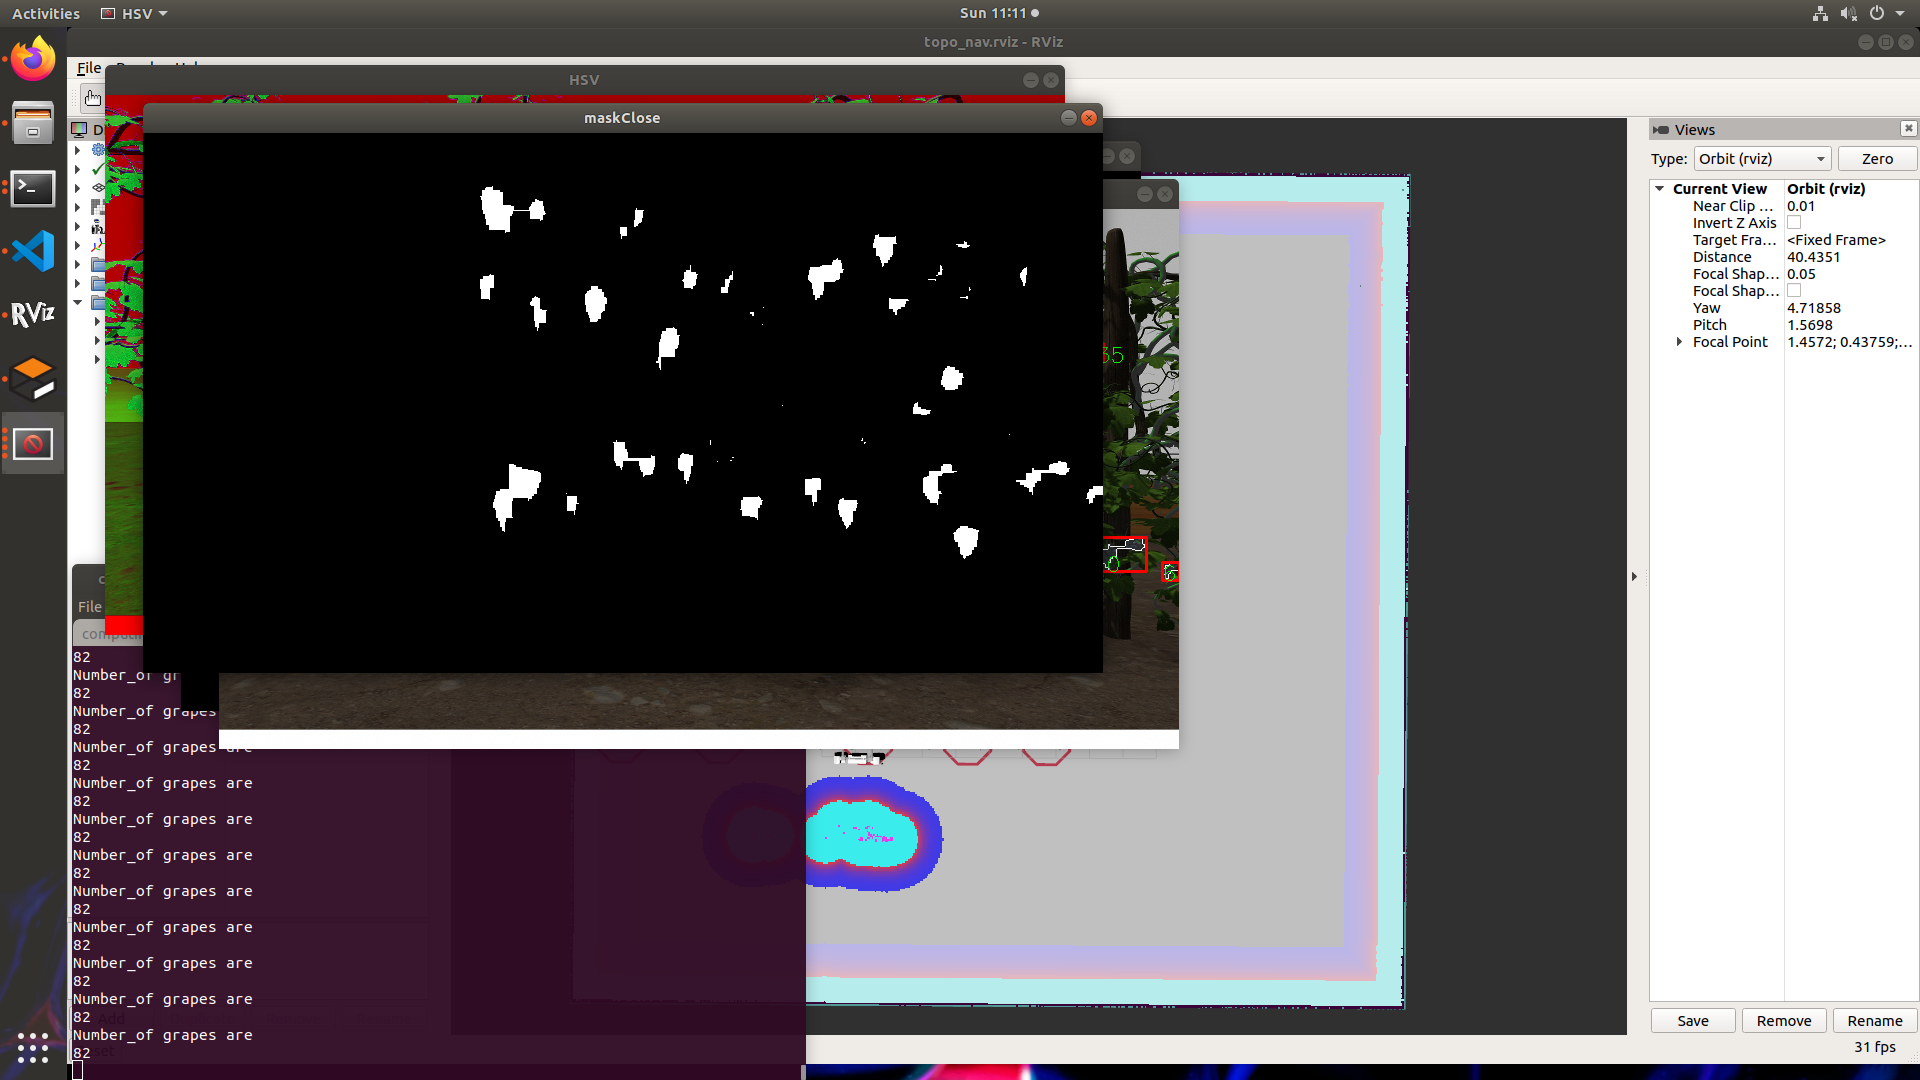 Activities HSV Sun 11:11
topo_nav.rviz - RViz
File
HSV
maskClose
D
RViz
35
0
File
82
Number_of gr
82
Number_of grapes
82
Number_of grapes are
82
Number_of grapes are
82
Number_of grapes are
82
Number_of grapes are
82
Number_of grapes are
82
Number_of grapes are
82
Number_of grapes are
82
Number_of grapes are
82
Number_of grapes are
82
Views
Type: Orbit (rviz) Zero
Current View Orbit (rviz)
Near Clip ... 0.01
Invert Z Axis
Target Fra... <Fixed Frame>
Distance 40.4351
Focal Shap... 0.05
Focal Shap...
Yaw 4.71858
Pitch 1.5698
Focal Point 1.4572; 0.43759;...
Save Remove Rename
31 fps